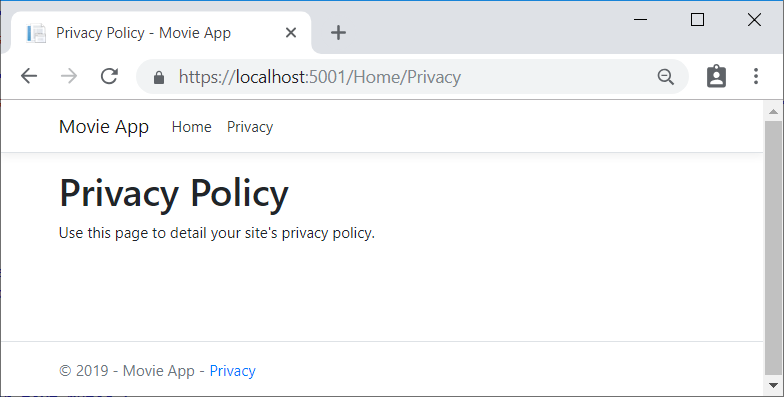 Privacy Policy - Movie App
https://localhost:5001/Home/Privacy
Movie App Home Privacy
Privacy Policy
Use this page to detail your site's privacy policy.
© 2019 - Movie App - Privacy